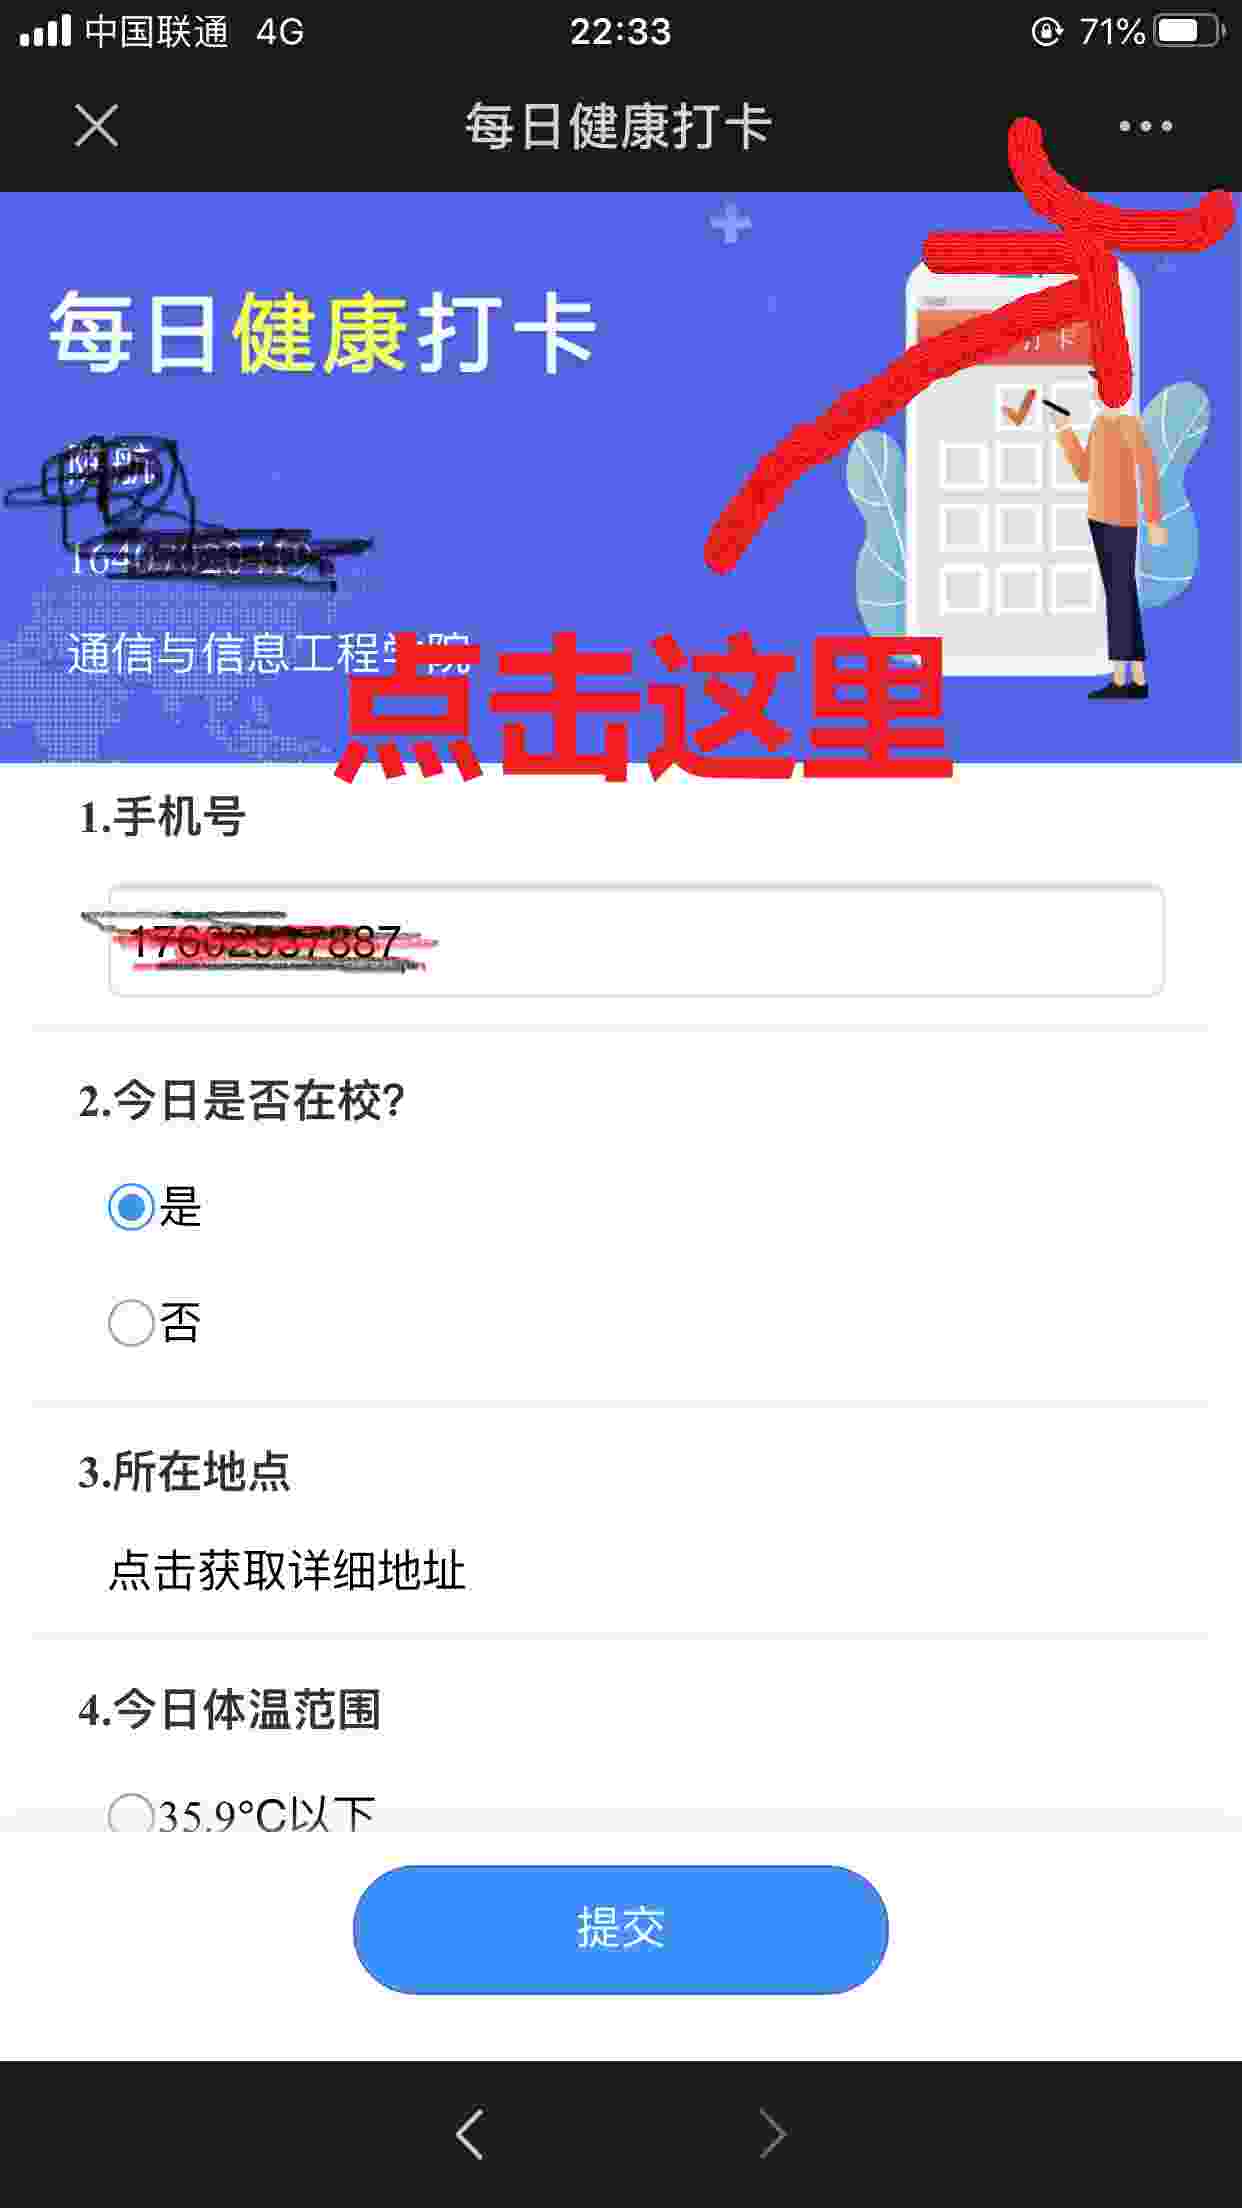 中国联通 4G 22:33 71%
每日健康打卡
每日健康打卡
打卡
通信与信息工程学院
点击这里
1.手机号
2.今日是否在校?
是
否
3.所在地点
点击获取详细地址
4.今日体温范围
35.9°C以下
提交